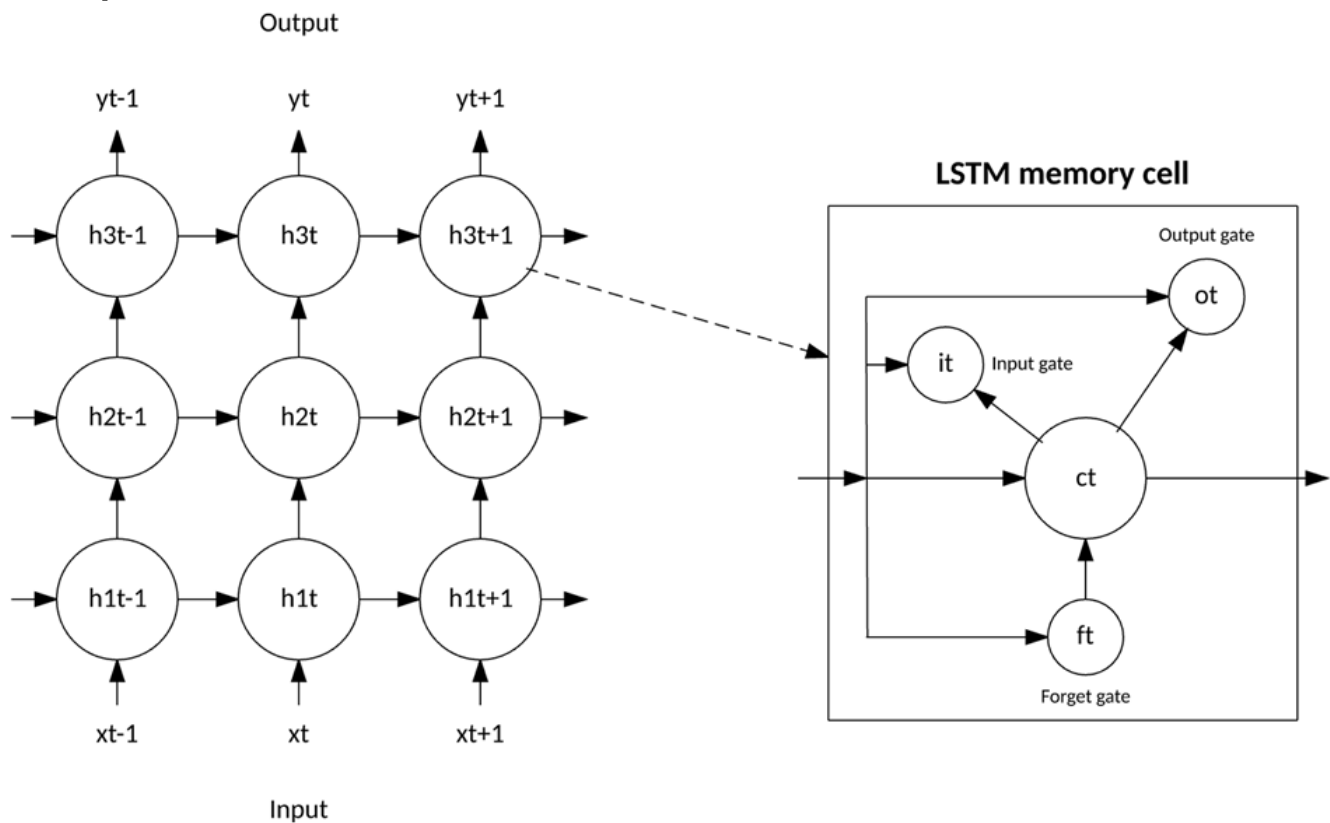 Output
yt-1 yt yt+1
h3t-1 h3t h3t+1
h2t-1 h2t h2t+1
h1t-1 h1t h1t+1
xt-1 xt xt+1
Input
LSTM memory cell
Output gate
ot
it Input gate
ct
ft
Forget gate